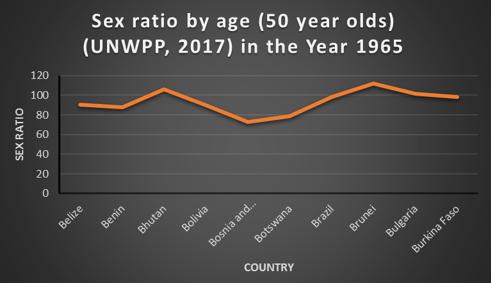 Sex ratio by age (50 year olds)
(UNWPP, 2017) in the Year 1965
120
100
80
60
40
20
0
SEX RATIO
Belize
Benin
Bhutan
Bolivia
Bosnia and...
Botswana
Brazil
Brunei
Bulgaria
Burkina Faso
COUNTRY